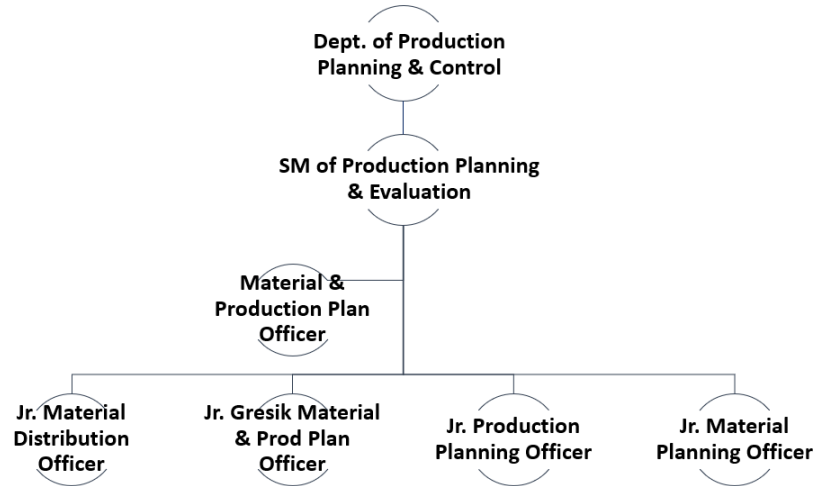 Dept. of Production
Planning & Control
SM of Production Planning
& Evaluation
Material &
Production Plan
Officer
Jr. Material
Distribution
Officer
Jr. Gresik Material
& Prod Plan
Officer
Jr. Production
Planning Officer
Jr. Material
Planning Officer